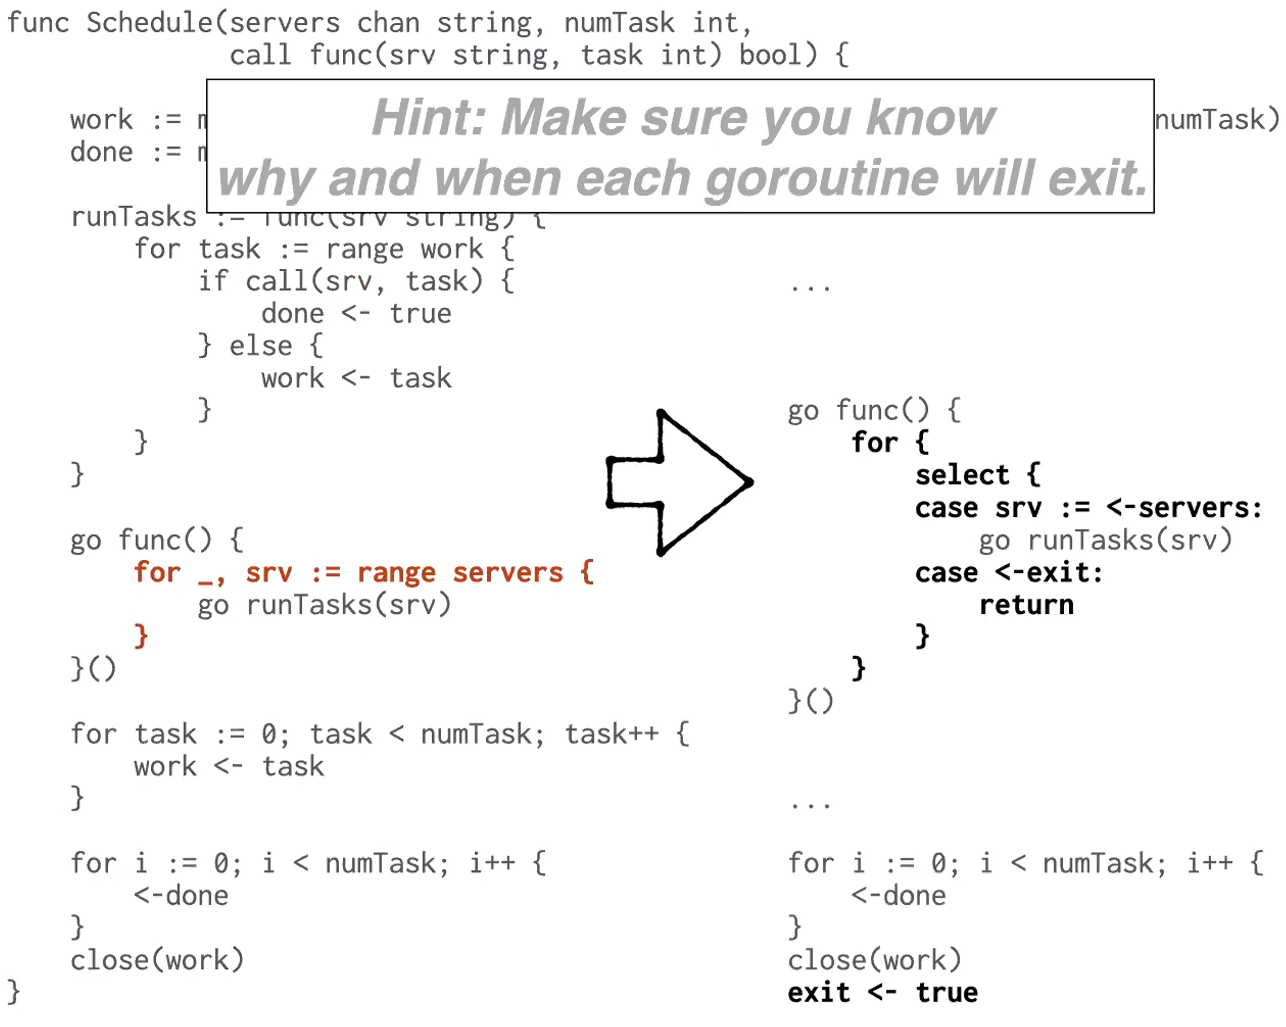 func Schedule(servers chan string, numTask int,
call func(srv string, task int) bool) {
Hint: Make sure you know
why and when each goroutine will exit.
work := m
numTask)
done := m
runTasks := func(srv string) {
for task := range work {
if call(srv, task) {
done <- true
} else {
work <- task
}
}
}
go func() {
for _, srv := range servers {
go runTasks(srv)
}
}()
for task := 0; task < numTask; task++ {
work <- task
}
for i := 0; i < numTask; i++ {
<-done
}
close(work)
}
...
go func() {
for {
select {
case srv := <-servers:
go runTasks(srv)
case <-exit:
return
}
}
}()
...
for i := 0; i < numTask; i++ {
<-done
}
close(work)
exit <- true